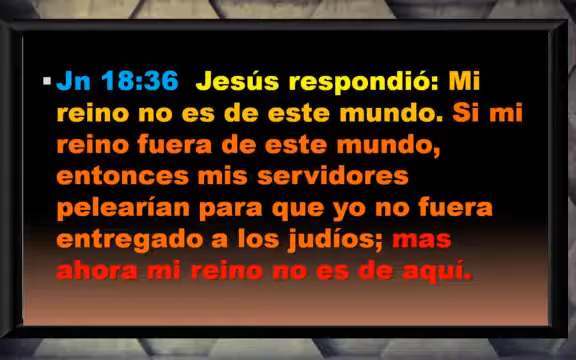 ▪ Jn 18:36 Jesús respondió: Mi
reino no es de este mundo. Si mi
reino fuera de este mundo,
entonces mis servidores
pelearían para que yo no fuera
entregado a los judíos; mas
ahora mi reino no es de aquí.